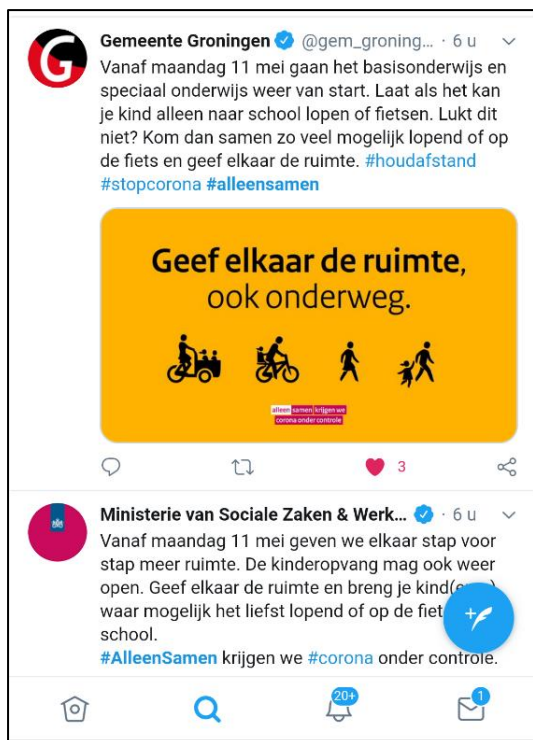 Gemeente Groningen @gem_groning... · 6 u
Vanaf maandag 11 mei gaan het basisonderwijs en
speciaal onderwijs weer van start. Laat als het kan
je kind alleen naar school lopen of fietsen. Lukt dit
niet? Kom dan samen zo veel mogelijk lopend of op
de fiets en geef elkaar de ruimte. #houdafstand
#stopcorona #alleensamen
Geef elkaar de ruimte,
ook onderweg.
alleen samen krijgen we
corona onder controle
3
Ministerie van Sociale Zaken & Werk... · 6 u
Vanaf maandag 11 mei geven we elkaar stap voor
stap meer ruimte. De kinderopvang mag ook weer
open. Geef elkaar de ruimte en breng je
waar mogelijk het liefst lopend of op de
school.
#AlleenSamen krijgen we #corona onder controle.
20+
1